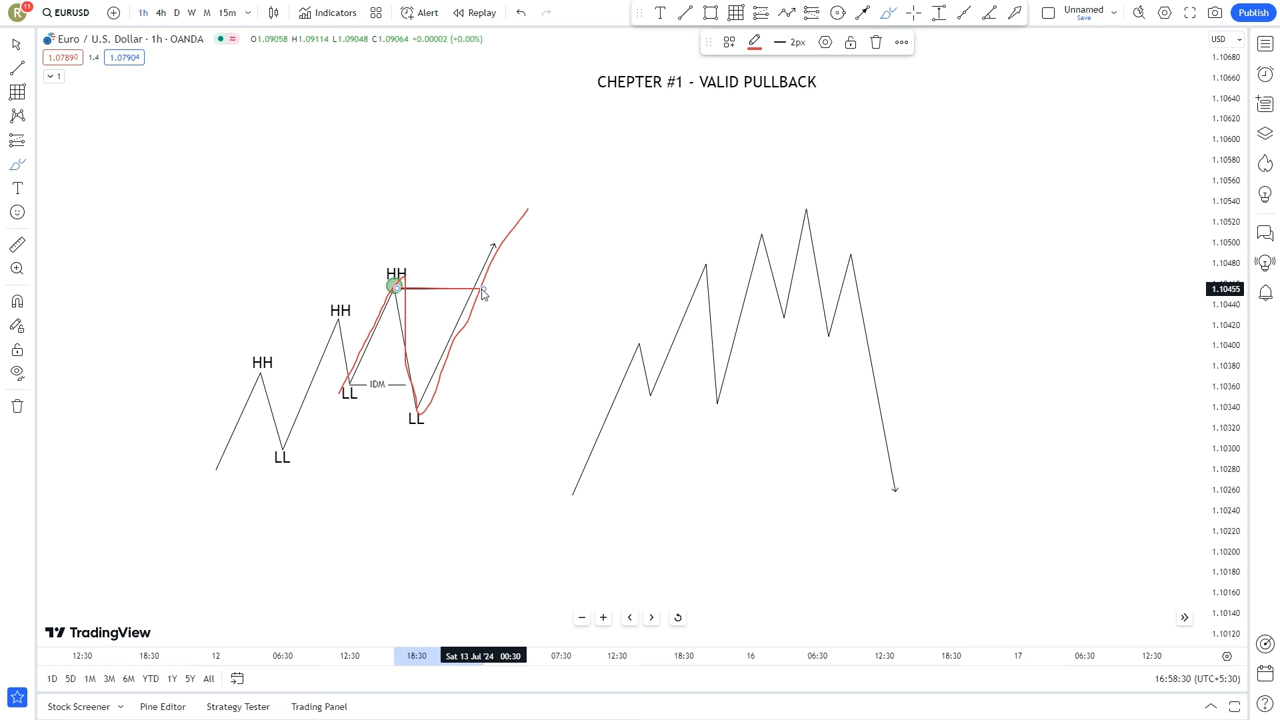 R 11 EURUSD 1h 4h D W M 15m Indicators Alert Replay Unnamed Save Publish
Euro / U.S. Dollar · 1h · OANDA O1.09058 H1.09114 L1.09048 C1.09064 +0.00002 (+0.00%) USD
1.07890 1.4 1.07904 2px
1
CHEPTER #1 - VALID PULLBACK
HH
HH
HH
IDM
LL
LL
LL
1.10680
1.10660
1.10640
1.10620
1.10600
1.10580
1.10560
1.10540
1.10520
1.10500
1.10480
1.10455
1.10440
1.10420
1.10400
1.10380
1.10360
1.10340
1.10320
1.10300
1.10280
1.10260
1.10240
1.10220
1.10200
1.10180
1.10160
1.10140
1.10120
TradingView
12:30 18:30 12 06:30 12:30 18:30 Sat 13 Jul '24 00:30 07:30 12:30 18:30 16 06:30 12:30 18:30 17 06:30 12:30
1D 5D 1M 3M 6M YTD 1Y 5Y All 16:58:30 (UTC+5:30)
Stock Screener Pine Editor Strategy Tester Trading Panel